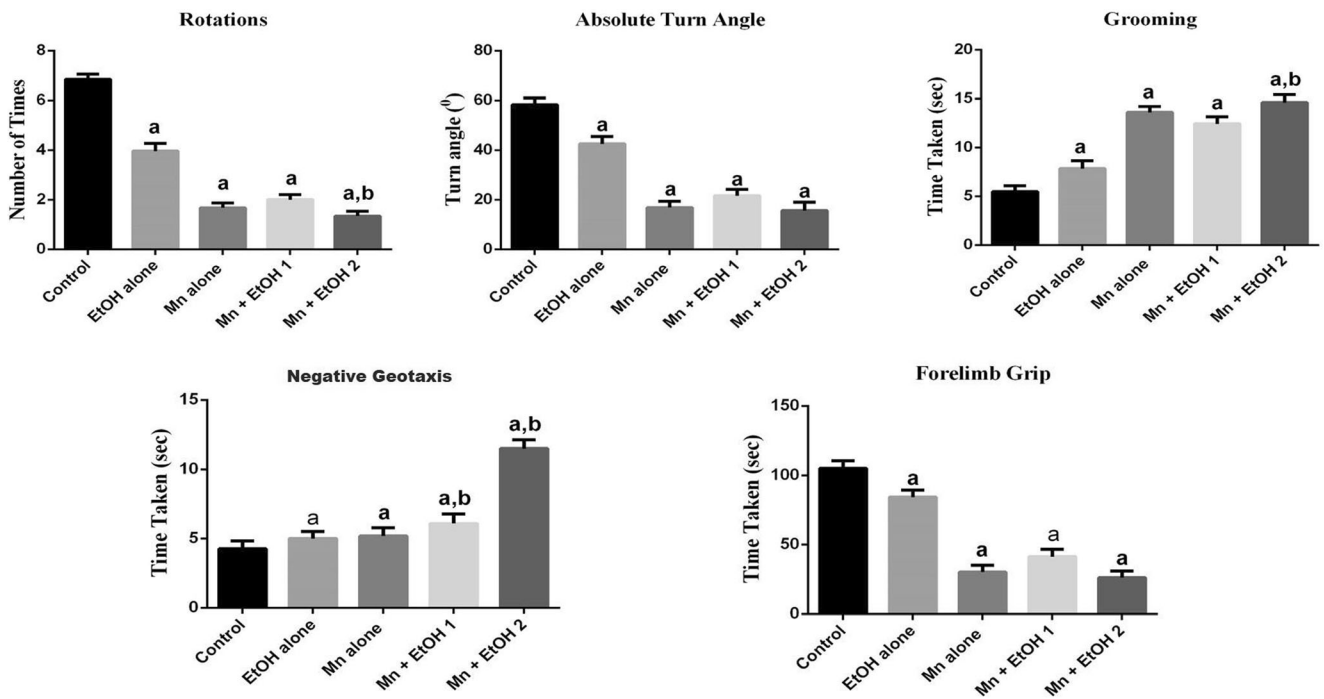 Rotations
Number of Times
8
6
4
2
0
a
a
a
a,b
Control
EtOH alone
Mn alone
Mn + EtOH 1
Mn + EtOH 2
Absolute Turn Angle
Turn angle (⁰)
80
60
40
20
0
a
a
a
a
Control
EtOH alone
Mn alone
Mn + EtOH 1
Mn + EtOH 2
Grooming
Time Taken (sec)
20
15
10
5
0
a
a
a
a,b
Control
EtOH alone
Mn alone
Mn + EtOH 1
Mn + EtOH 2
Negative Geotaxis
Time Taken (sec)
15
10
5
0
a
a
a,b
a,b
Control
EtOH alone
Mn alone
Mn + EtOH 1
Mn + EtOH 2
Forelimb Grip
Time Taken (sec)
150
100
50
0
a
a
a
a
Control
EtOH alone
Mn alone
Mn + EtOH 1
Mn + EtOH 2